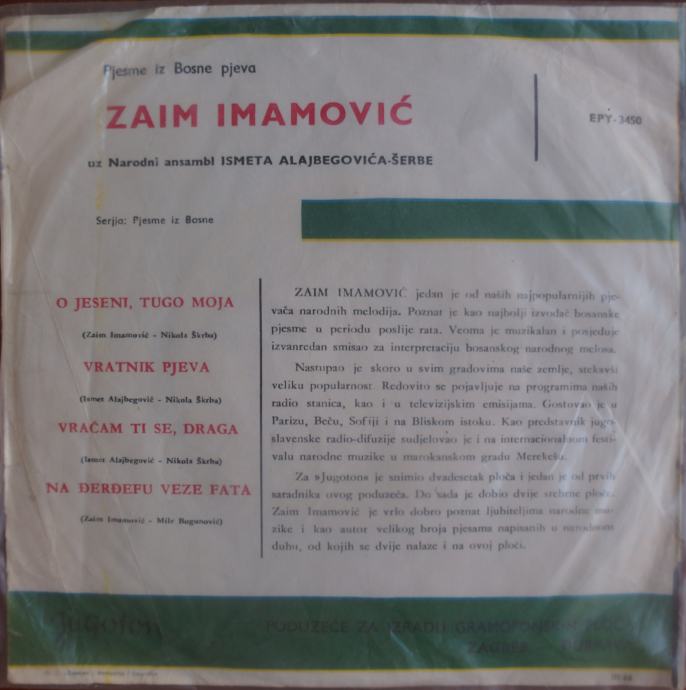 Pjesme iz Bosne pjeva
ZAIM IMAMOVIĆ
EPY-3450
uz Narodni ansambl ISMETA ALAJBEGOVIĆA-ŠERBE
Serija: Pjesme iz Bosne
O JESENI, TUGO MOJA
(Zaim Imamović - Nikola Škrba)
VRATNIK PJEVA
(Ismet Alajbegović - Nikola Škrba)
VRAĆAM TI SE, DRAGA
(Ismet Alajbegović - Nikola Škrba)
NA ĐERĐEFU VEZE FATA
(Zaim Imamović - Mile Bogunović)
ZAIM IMAMOVIĆ jedan je od naših najpopularnijih pje-
vača narodnih melodija. Poznat je kao najbolji izvođač bosanske
pjesme u periodu poslije rata. Veoma je muzikalan i posjeduje
izvanredan smisao za interpretaciju bosanskog narodnog melosa.
Nastupao je skoro u svim gradovima naše zemlje, stekavši
veliku popularnost. Redovito se pojavljuje na programima naših
radio stanica, kao i u televizijskim emisijama. Gostovao je u
Parizu, Beču, Sofiji i na Bliskom istoku. Kao predstavnik jugo-
slavenske radio-difuzije sudjelovao je i na internacionalnom festi-
valu narodne muzike u marokanskom gradu Merekešu.
Za »Jugoton« je snimio dvadesetak ploča i jedan je od prvih
saradnika ovog poduzeća. Do sada je dobio dvije srebrne ploče.
Zaim Imamović je vrlo dobro poznat ljubiteljima narodne mu-
zike i kao autor velikog broja pjesama napisanih u narodnom
duhu, od kojih se dvije nalaze i na ovoj ploči.
Jugoton
PODUZEĆE ZA IZRADU GRAMOFONSKIH PLOČA
ZAGREB